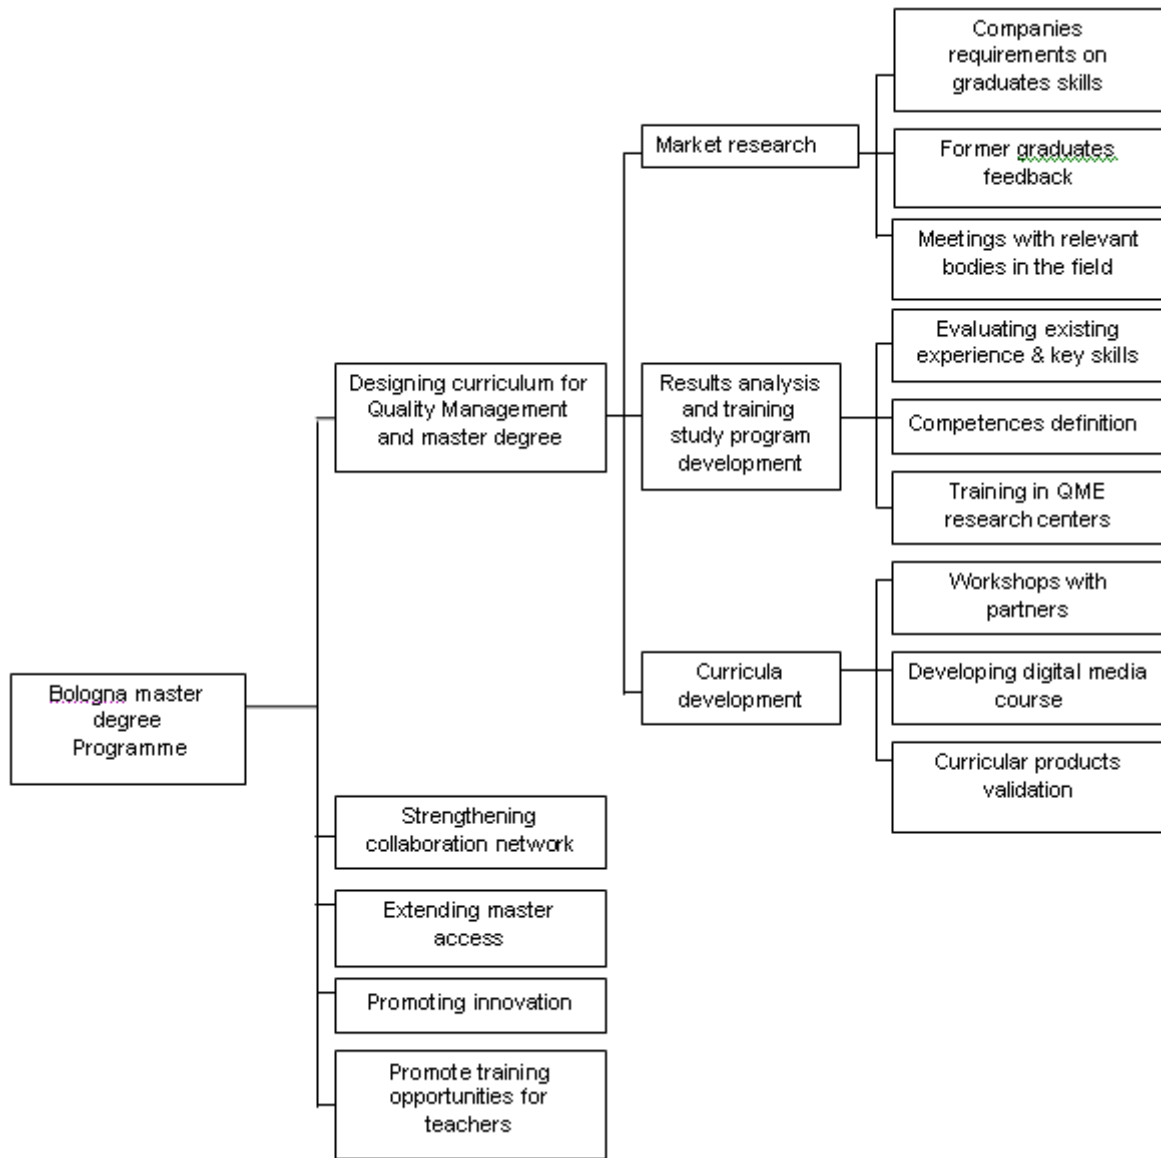 Companies
requirements on
graduates skills
Market research
Former graduates
feedback
Meetings with relevant
bodies in the field
Evaluating existing
experience & key skills
Designing curriculum for
Quality Management
and master degree
Results analysis
and training
study program
development
Competences definition
Training in QME
research centers
Workshops with
partners
Bologna master
degree
Programme
Curricula
development
Developing digital media
course
Curricular products
validation
Strengthening
collaboration network
Extending master
access
Promoting innovation
Promote training
opportunities for
teachers